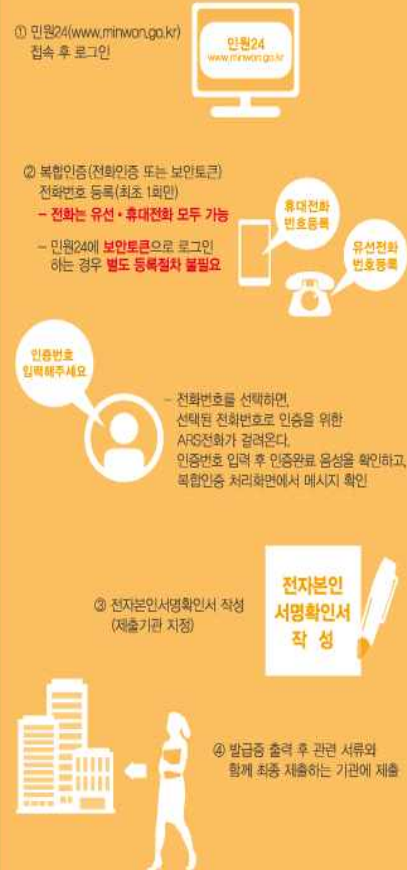 ① 민원24(www.minwon.go.kr)
접속 후 로그인
민원24
www.minwon.go.kr
② 복합인증(전화인증 또는 보안토큰)
전화번호 등록(최초 1회만)
- 전화는 유선·휴대전화 모두 가능
- 민원24에 보안토큰으로 로그인
하는 경우 별도 등록절차 불필요
휴대전화
번호등록
유선전화
번호등록
인증번호
입력해주세요
- 전화번호를 선택하면,
선택된 전화번호로 인증을 위한
ARS전화가 걸려온다.
인증번호 입력 후 인증완료 음성을 확인하고,
복합인증 처리화면에서 메시지 확인
③ 전자본인서명확인서 작성
(제출기관 지정)
전자본인
서명확인서
작 성
④ 발급증 출력 후 관련 서류와
함께 최종 제출하는 기관에 제출